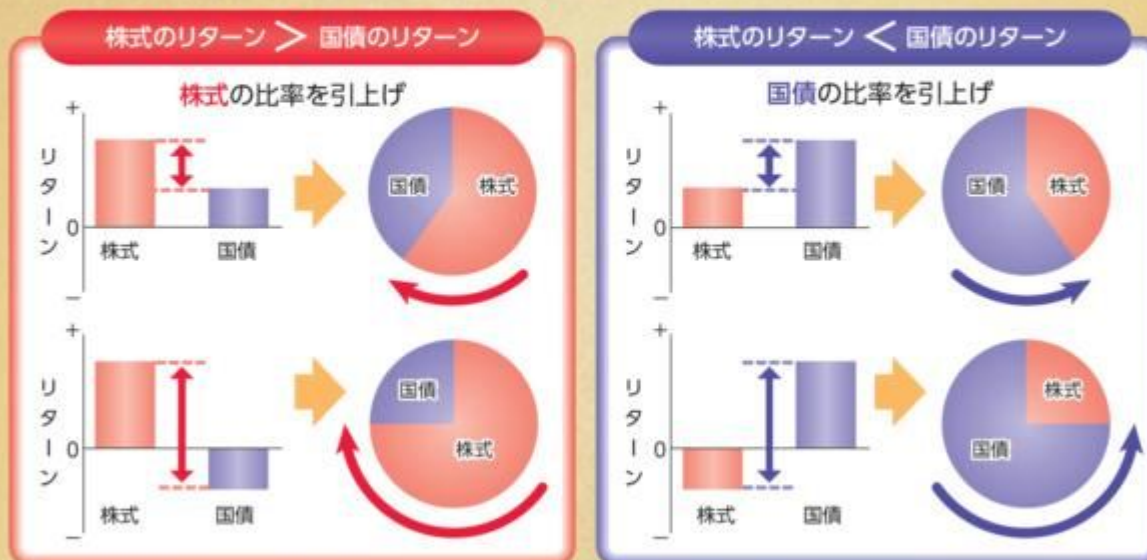 株式のリターン > 国債のリターン
株式の比率を引上げ
+
リターン
0
－
株式
国債
国債
株式
+
リターン
0
－
株式
国債
国債
株式
株式のリターン < 国債のリターン
国債の比率を引上げ
+
リターン
0
－
株式
国債
国債
株式
+
リターン
0
－
株式
国債
株式
国債